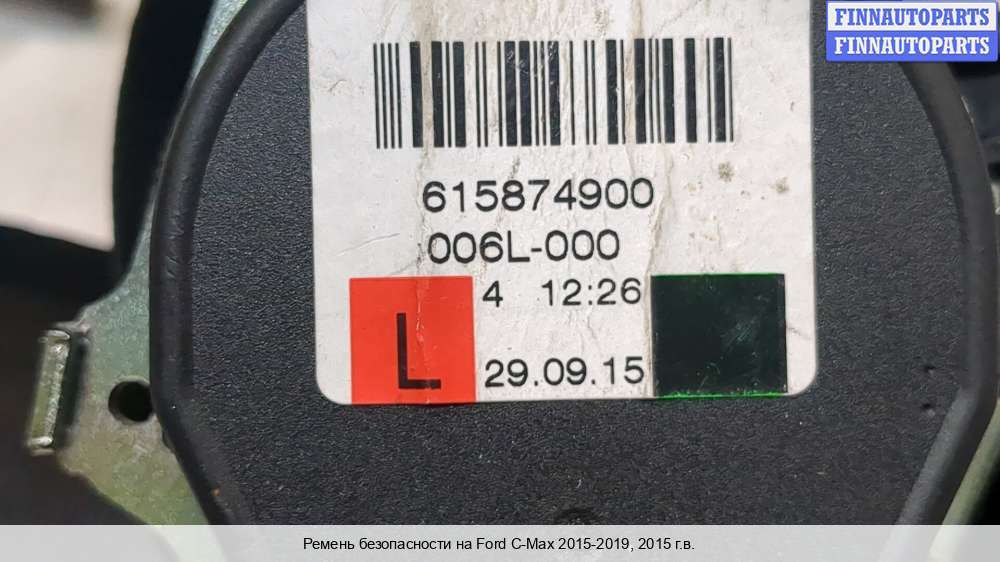 FINNAUTOPARTS
FINNAUTOPARTS
615874900
006L-000
4 12:26
L
29.09.15
Ремень безопасности на Ford C-Max 2015-2019, 2015 г.в.